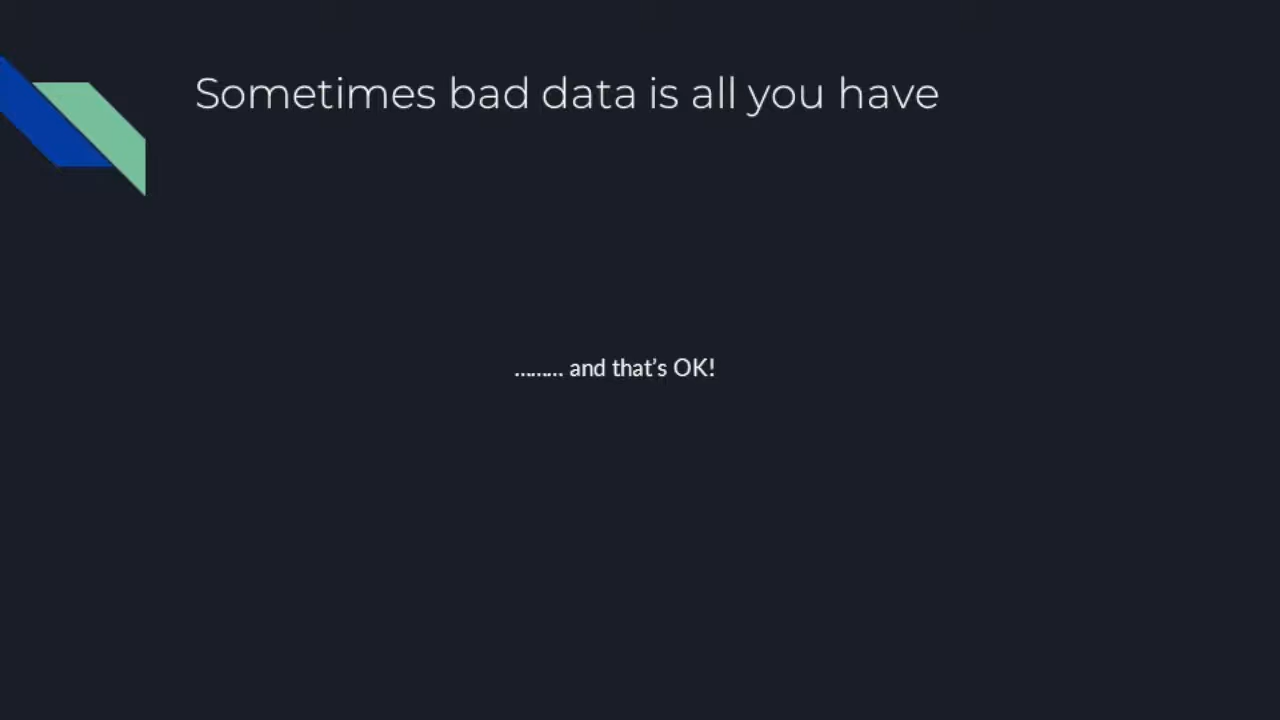 Sometimes bad data is all you have
……… and that’s OK!